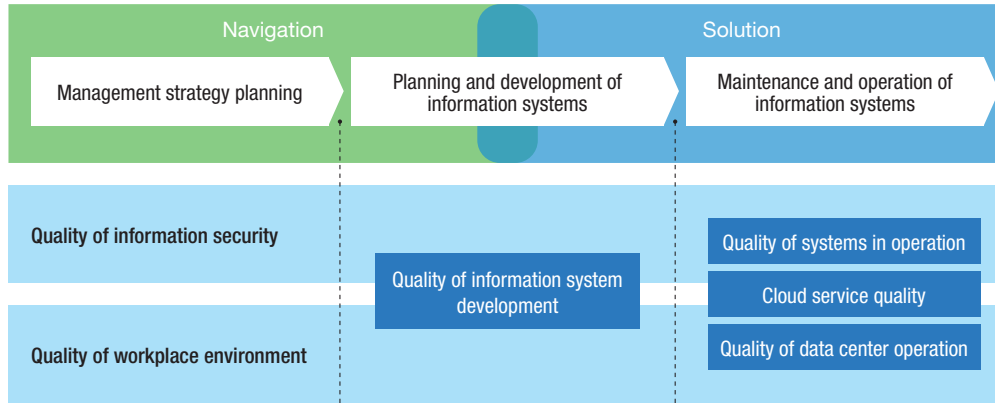 Navigation
Solution
Management strategy planning
Planning and development of
information systems
Maintenance and operation of
information systems
Quality of information security
Quality of information system
development
Quality of systems in operation
Cloud service quality
Quality of workplace environment
Quality of data center operation